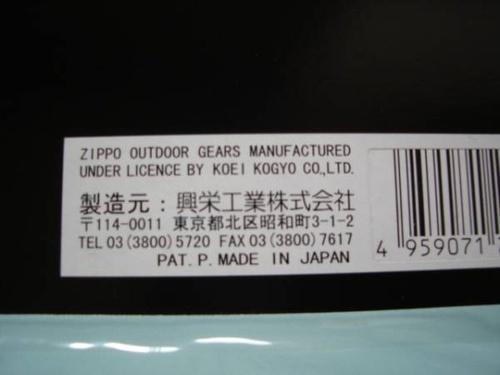 ZIPPO OUTDOOR GEARS MANUFACTURED
UNDER LICENCE BY KOEI KOGYO CO.,LTD.
製造元：興栄工業株式会社
〒114-0011 東京都北区昭和町3-1-2
TEL 03(3800)5720 FAX 03(3800)7617
PAT. P. MADE IN JAPAN
4 959071